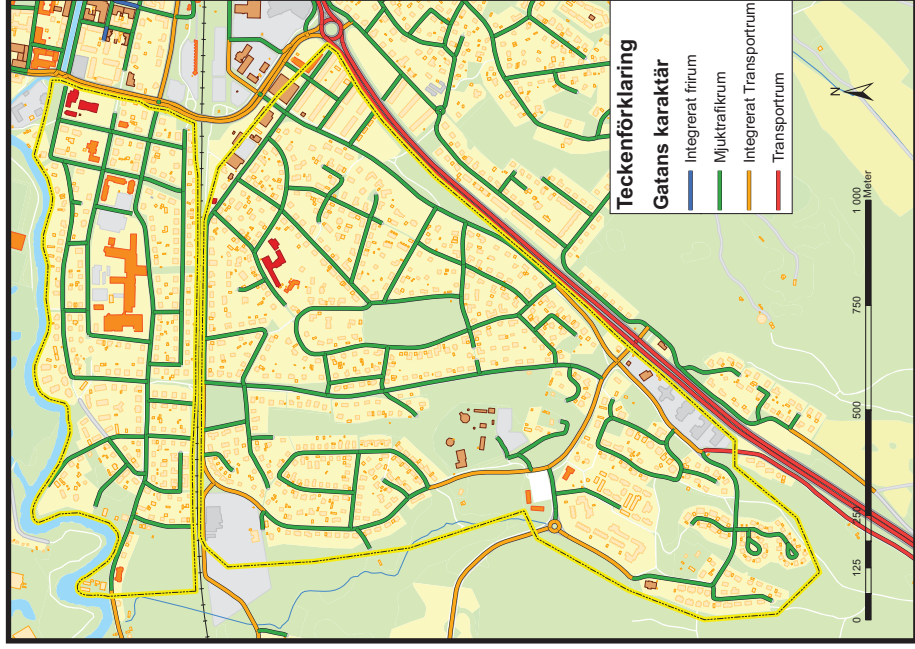 Teckenförklaring
Gatans karaktär
Integrerat frirum
Mjuktrafikrum
Integrerat Transportrum
Transportrum
N
0 125 250 500 750 1 000
Meter